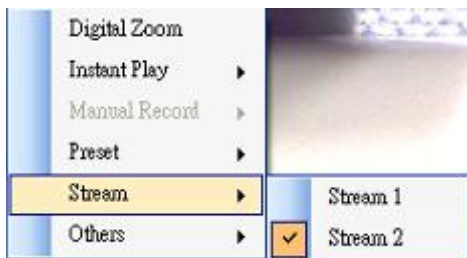 Digital Zoom
Instant Play
Manual Record
Preset
Stream
Stream 1
Others
Stream 2